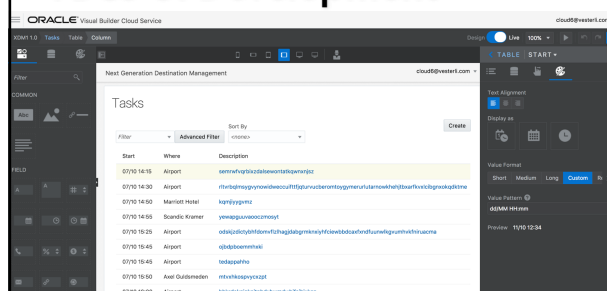 ORACLE Visual Builder Cloud Service
cloud6@vesterli.com
XDM1 1.0 Tasks Table Column
Design Live 100%
TABLE START
Filter
Next Generation Destination Management
cloud6@vesterli.com
COMMON
Abc
Text Alignment
Tasks
Display as
Sort By
Filter Advanced Filter <none> Create
FIELD
Start Where Description
Value Format
07/10 14:15 Airport
Short Medium Long Custom
07/10 14:30 Airport
07/10 14:50 Marriott Hotel kqmijyygvmz
Value Pattern
07/10 14:55 Scandic Kramer yewapguuvaoczmosyt
dd/MM HH:mm
07/10 15:25 Airport
Preview 11/10 12:34
07/10 15:45 Airport ojbdpboemmhxki
07/10 15:45 Airport tedappahho
07/10 15:50 Axel Guldsmeden mtvxhkospvycxzpt